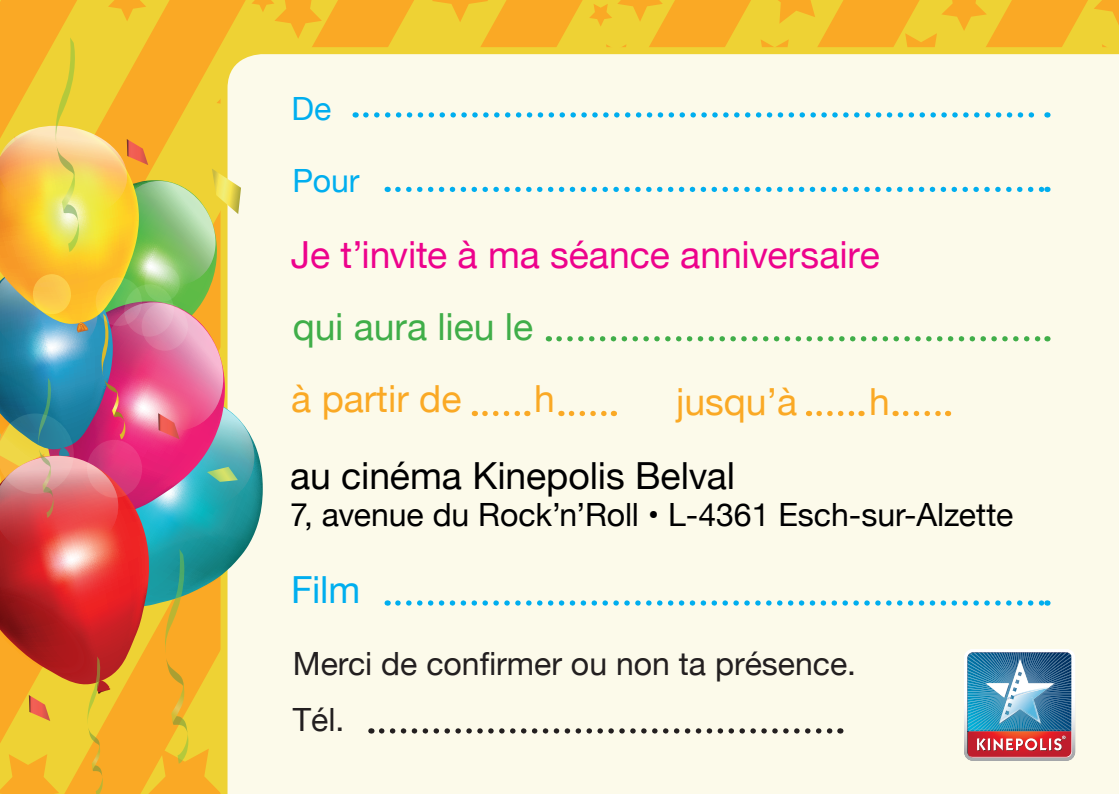 De ..............................................................
Pour ..............................................................
Je t’invite à ma séance anniversaire
qui aura lieu le ..............................................
à partir de ......h...... jusqu’à ......h......
au cinéma Kinepolis Belval
7, avenue du Rock’n’Roll • L-4361 Esch-sur-Alzette
Film ..............................................................
Merci de confirmer ou non ta présence.
Tél. ............................................
KINEPOLIS®